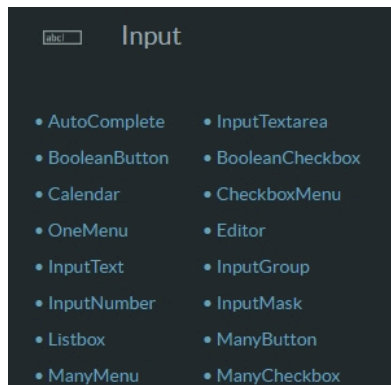 abc Input
• AutoComplete • InputTextarea
• BooleanButton • BooleanCheckbox
• Calendar • CheckboxMenu
• OneMenu • Editor
• InputText • InputGroup
• InputNumber • InputMask
• Listbox • ManyButton
• ManyMenu • ManyCheckbox